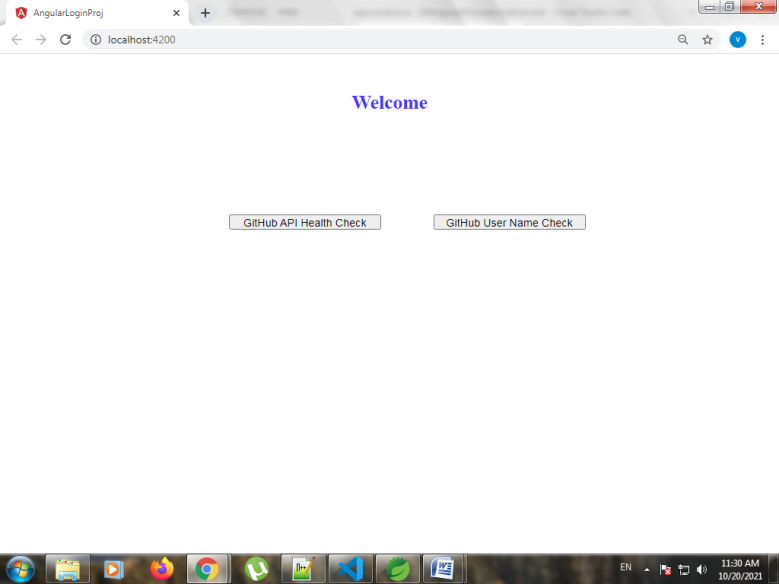 AngularLoginProj
localhost:4200
v
Welcome
GitHub API Health Check
GitHub User Name Check
EN
11:30 AM
10/20/2021